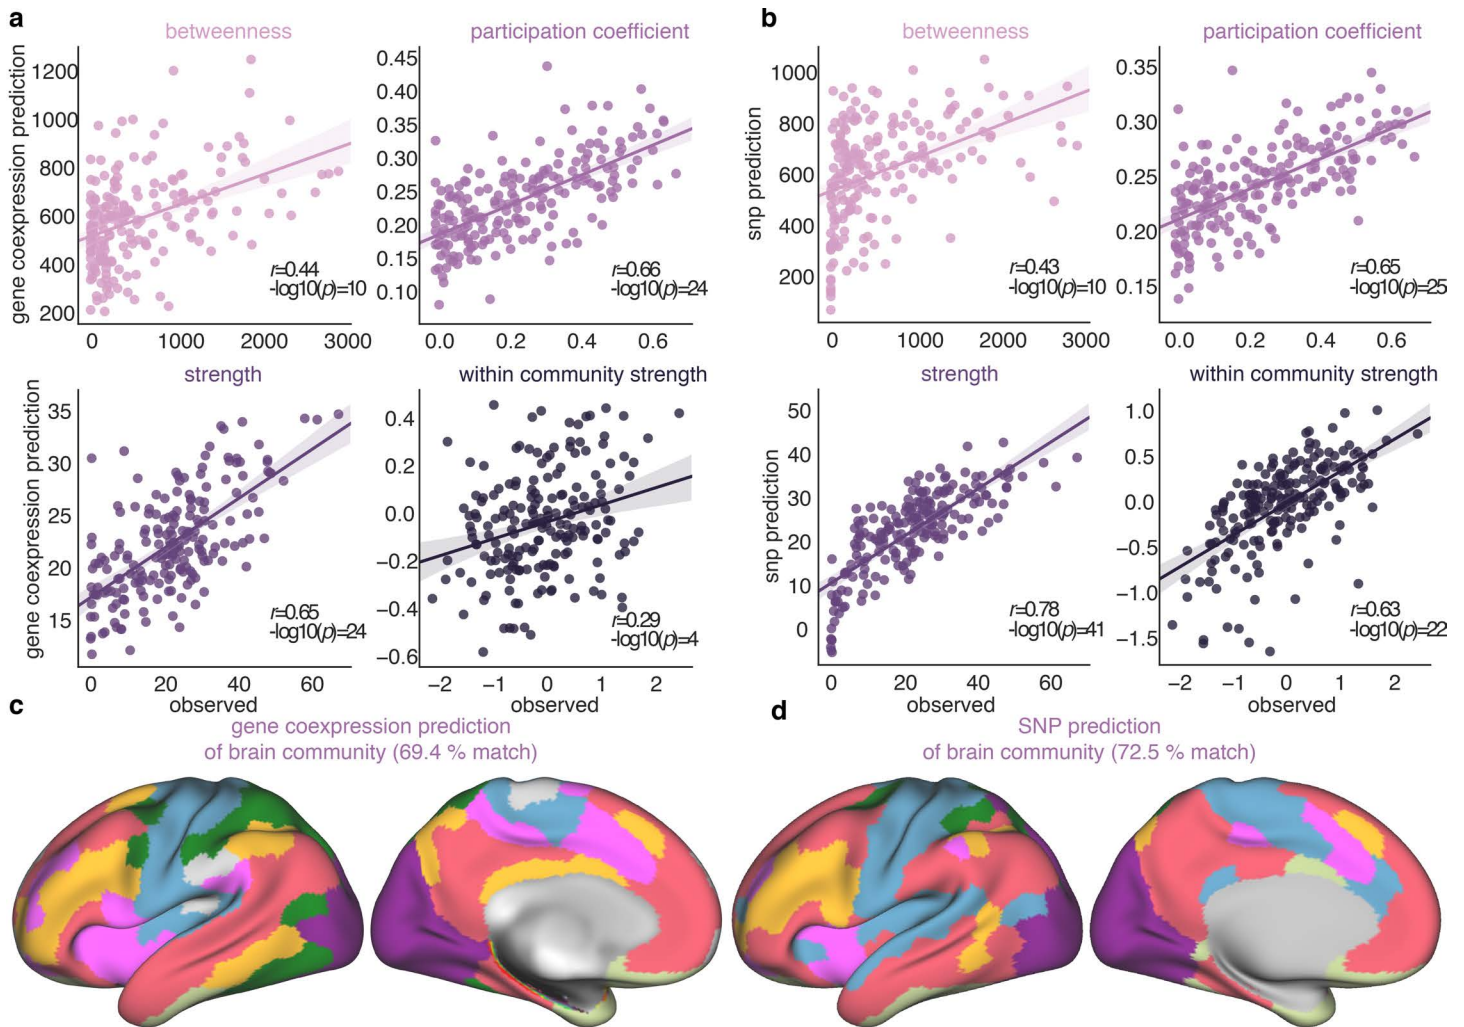 a
betweenness
participation coefficient
gene coexpression prediction
1200
1000
800
600
400
200
0
1000
2000
3000
r=0.44
-log10(p)=10
0.45
0.40
0.35
0.30
0.25
0.20
0.15
0.10
0.0
0.2
0.4
0.6
r=0.66
-log10(p)=24
strength
within community strength
gene coexpression prediction
35
30
25
20
15
0
20
40
60
observed
r=0.65
-log10(p)=24
0.4
0.2
0.0
−0.2
−0.4
−0.6
−2
−1
0
1
2
observed
r=0.29
-log10(p)=4
b
betweenness
participation coefficient
snp prediction
1000
800
600
400
200
0
1000
2000
3000
r=0.43
-log10(p)=10
0.35
0.30
0.25
0.20
0.15
0.0
0.2
0.4
0.6
r=0.65
-log10(p)=25
strength
within community strength
snp prediction
50
40
30
20
10
0
0
20
40
60
observed
r=0.78
-log10(p)=41
1.0
0.5
0.0
−0.5
−1.0
−1.5
−2
−1
0
1
2
observed
r=0.63
-log10(p)=22
c
gene coexpression prediction
of brain community (69.4 % match)
d
SNP prediction
of brain community (72.5 % match)